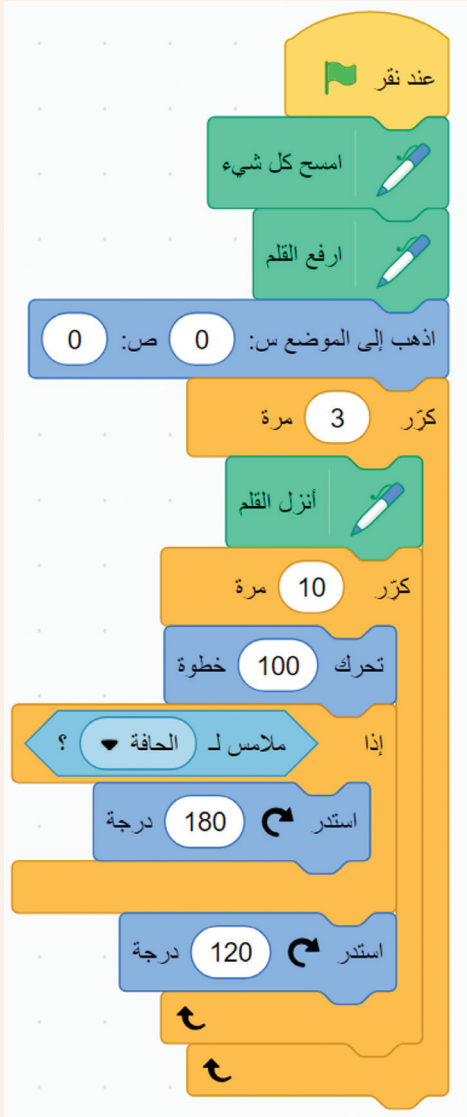 عند نقر
امسح كل شيء
ارفع القلم
اذهب إلى الموضع س: 0 ص: 0
كرّر 3 مرة
أنزل القلم
كرّر 10 مرة
تحرك 100 خطوة
إذا ملامس لـ الحافة ؟
استدر 180 درجة
استدر 120 درجة